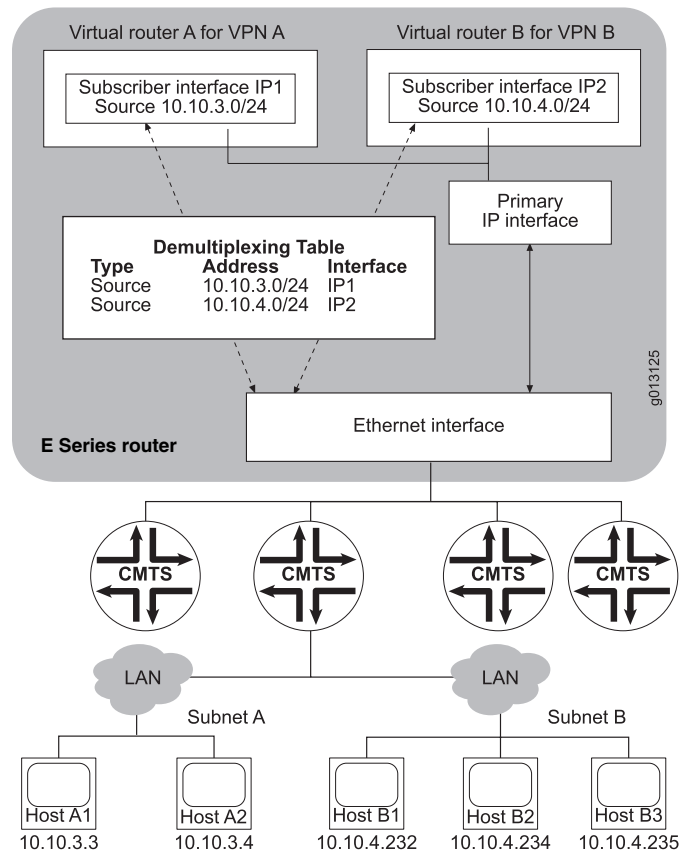 Virtual router A for VPN A
Virtual router B for VPN B
Subscriber interface IP1
Source 10.10.3.0/24
Subscriber interface IP2
Source 10.10.4.0/24
Primary
IP interface
Demultiplexing Table
Type Address Interface
Source 10.10.3.0/24 IP1
Source 10.10.4.0/24 IP2
g013125
Ethernet interface
E Series router
CMTS
CMTS
CMTS
CMTS
LAN
LAN
Subnet A
Subnet B
Host A1
Host A2
Host B1
Host B2
Host B3
10.10.3.3
10.10.3.4
10.10.4.232
10.10.4.234
10.10.4.235